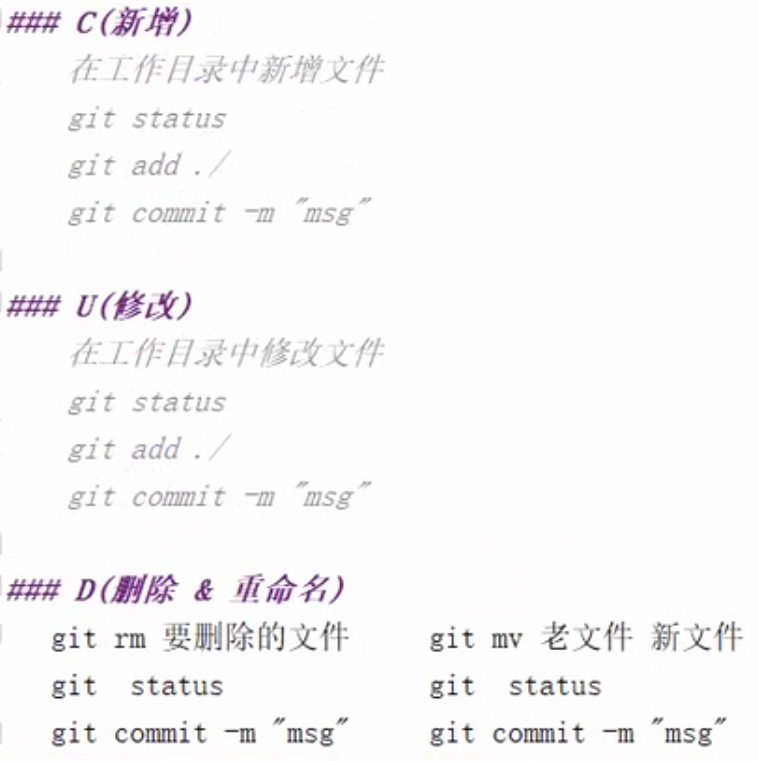 ### C(新增)
在工作目录中新增文件
git status
git add ./
git commit -m "msg"
### U(修改)
在工作目录中修改文件
git status
git add ./
git commit -m "msg"
### D(删除 & 重命名)
git rm 要删除的文件 git mv 老文件 新文件
git status git status
git commit -m "msg" git commit -m "msg"